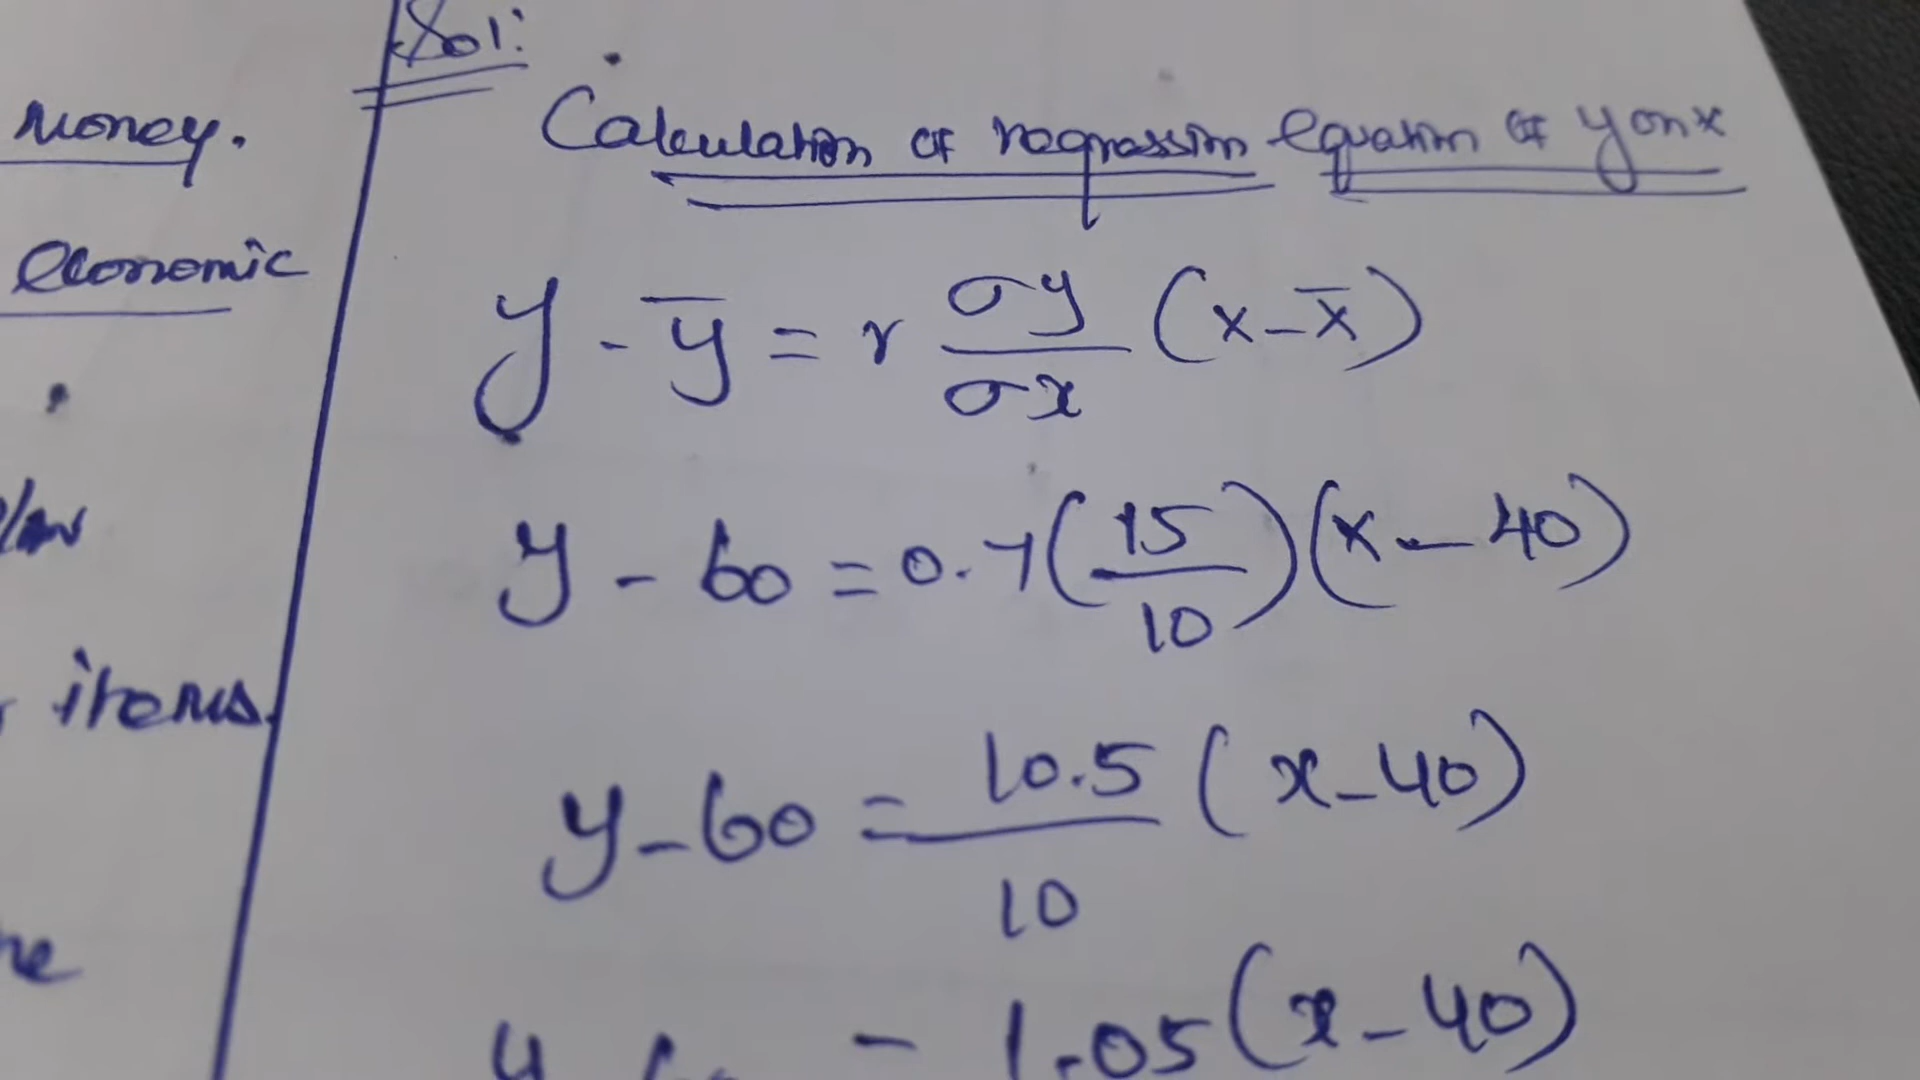 money.
economic
items.
Sol:
Calculation of regression equation of y on x
y - ȳ = r σy/σx (x - x̄)
y - 60 = 0.7 (15/10) (x - 40)
y - 60 = 10.5/10 (x - 40)
1.05 (x - 40)